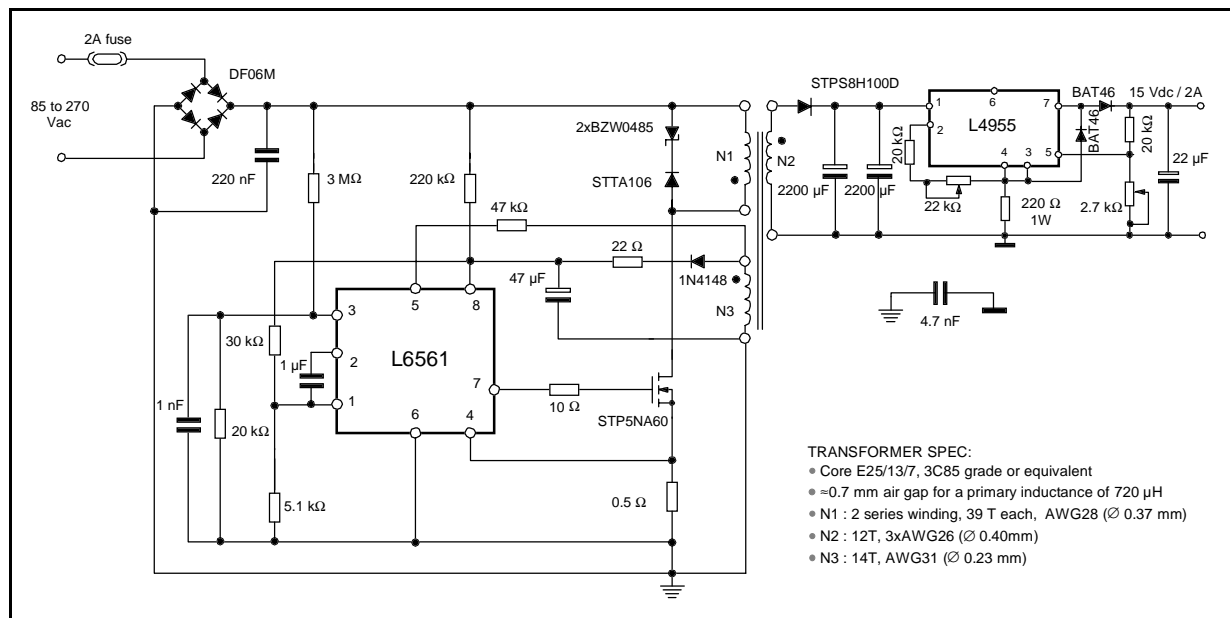 2A fuse
DF06M
85 to 270
Vac
220 nF
3 MΩ
220 kΩ
47 kΩ
2xBZW0485
STTA106
N1
N2
STPS8H100D
2200 µF
2200 µF
20 kΩ
22 kΩ
1
2
6
7
L4955
4
3
5
BAT46
BAT46
15 Vdc / 2A
20 kΩ
22 µF
220 Ω
1W
2.7 kΩ
22 Ω
1N4148
47 µF
N3
4.7 nF
3
5
8
2
L6561
7
1
6
4
30 kΩ
1 µF
1 nF
20 kΩ
5.1 kΩ
10 Ω
STP5NA60
0.5 Ω
TRANSFORMER SPEC:
● Core E25/13/7, 3C85 grade or equivalent
● ≈0.7 mm air gap for a primary inductance of 720 µH
● N1 : 2 series winding, 39 T each, AWG28 (∅ 0.37 mm)
● N2 : 12T, 3xAWG26 (∅ 0.40mm)
● N3 : 14T, AWG31 (∅ 0.23 mm)